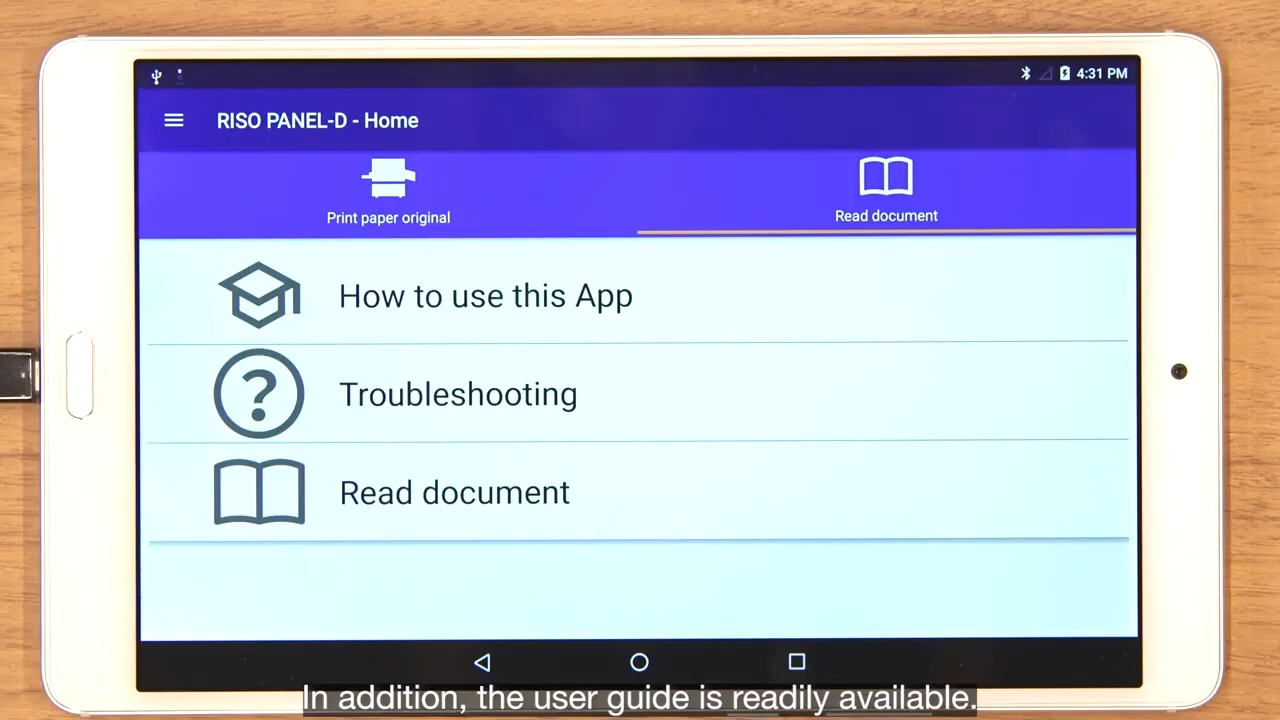 4:31 PM
RISO PANEL-D - Home
Print paper original
Read document
How to use this App
Troubleshooting
Read document
In addition, the user guide is readily available.